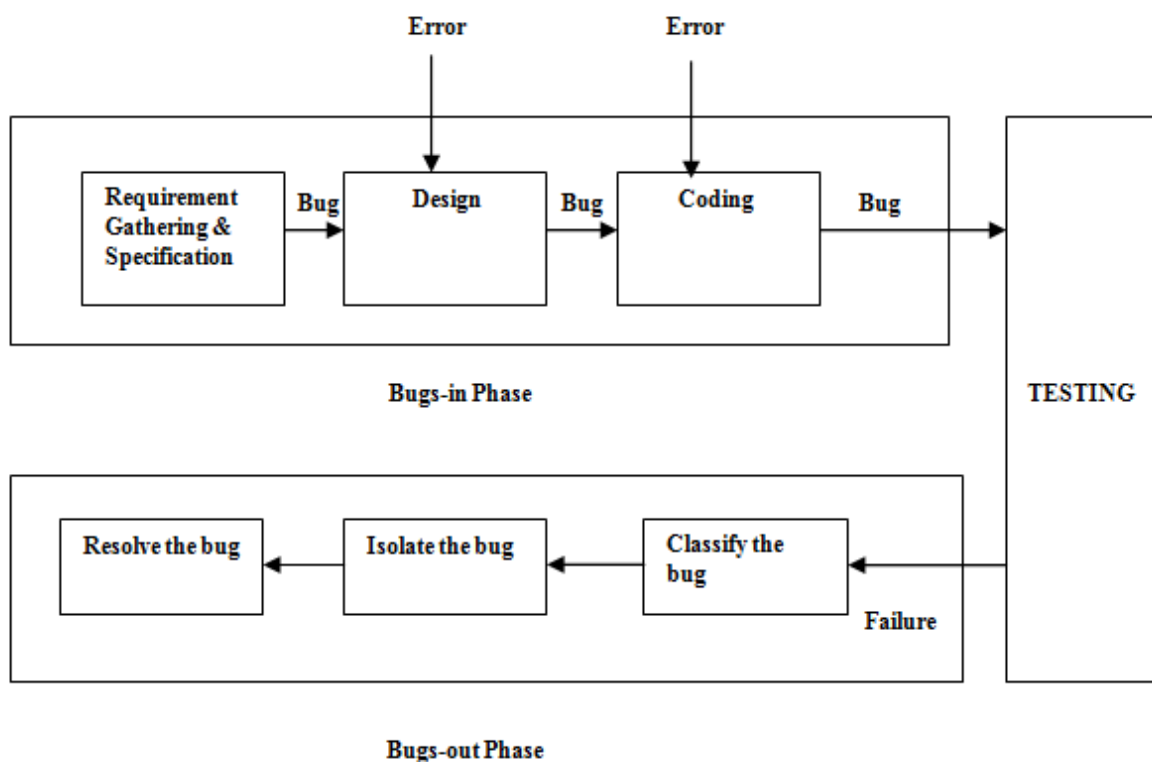 Error
Error
Requirement
Gathering &
Specification
Bug
Design
Bug
Coding
Bug
Bugs-in Phase
TESTING
Resolve the bug
Isolate the bug
Classify the
bug
Failure
Bugs-out Phase